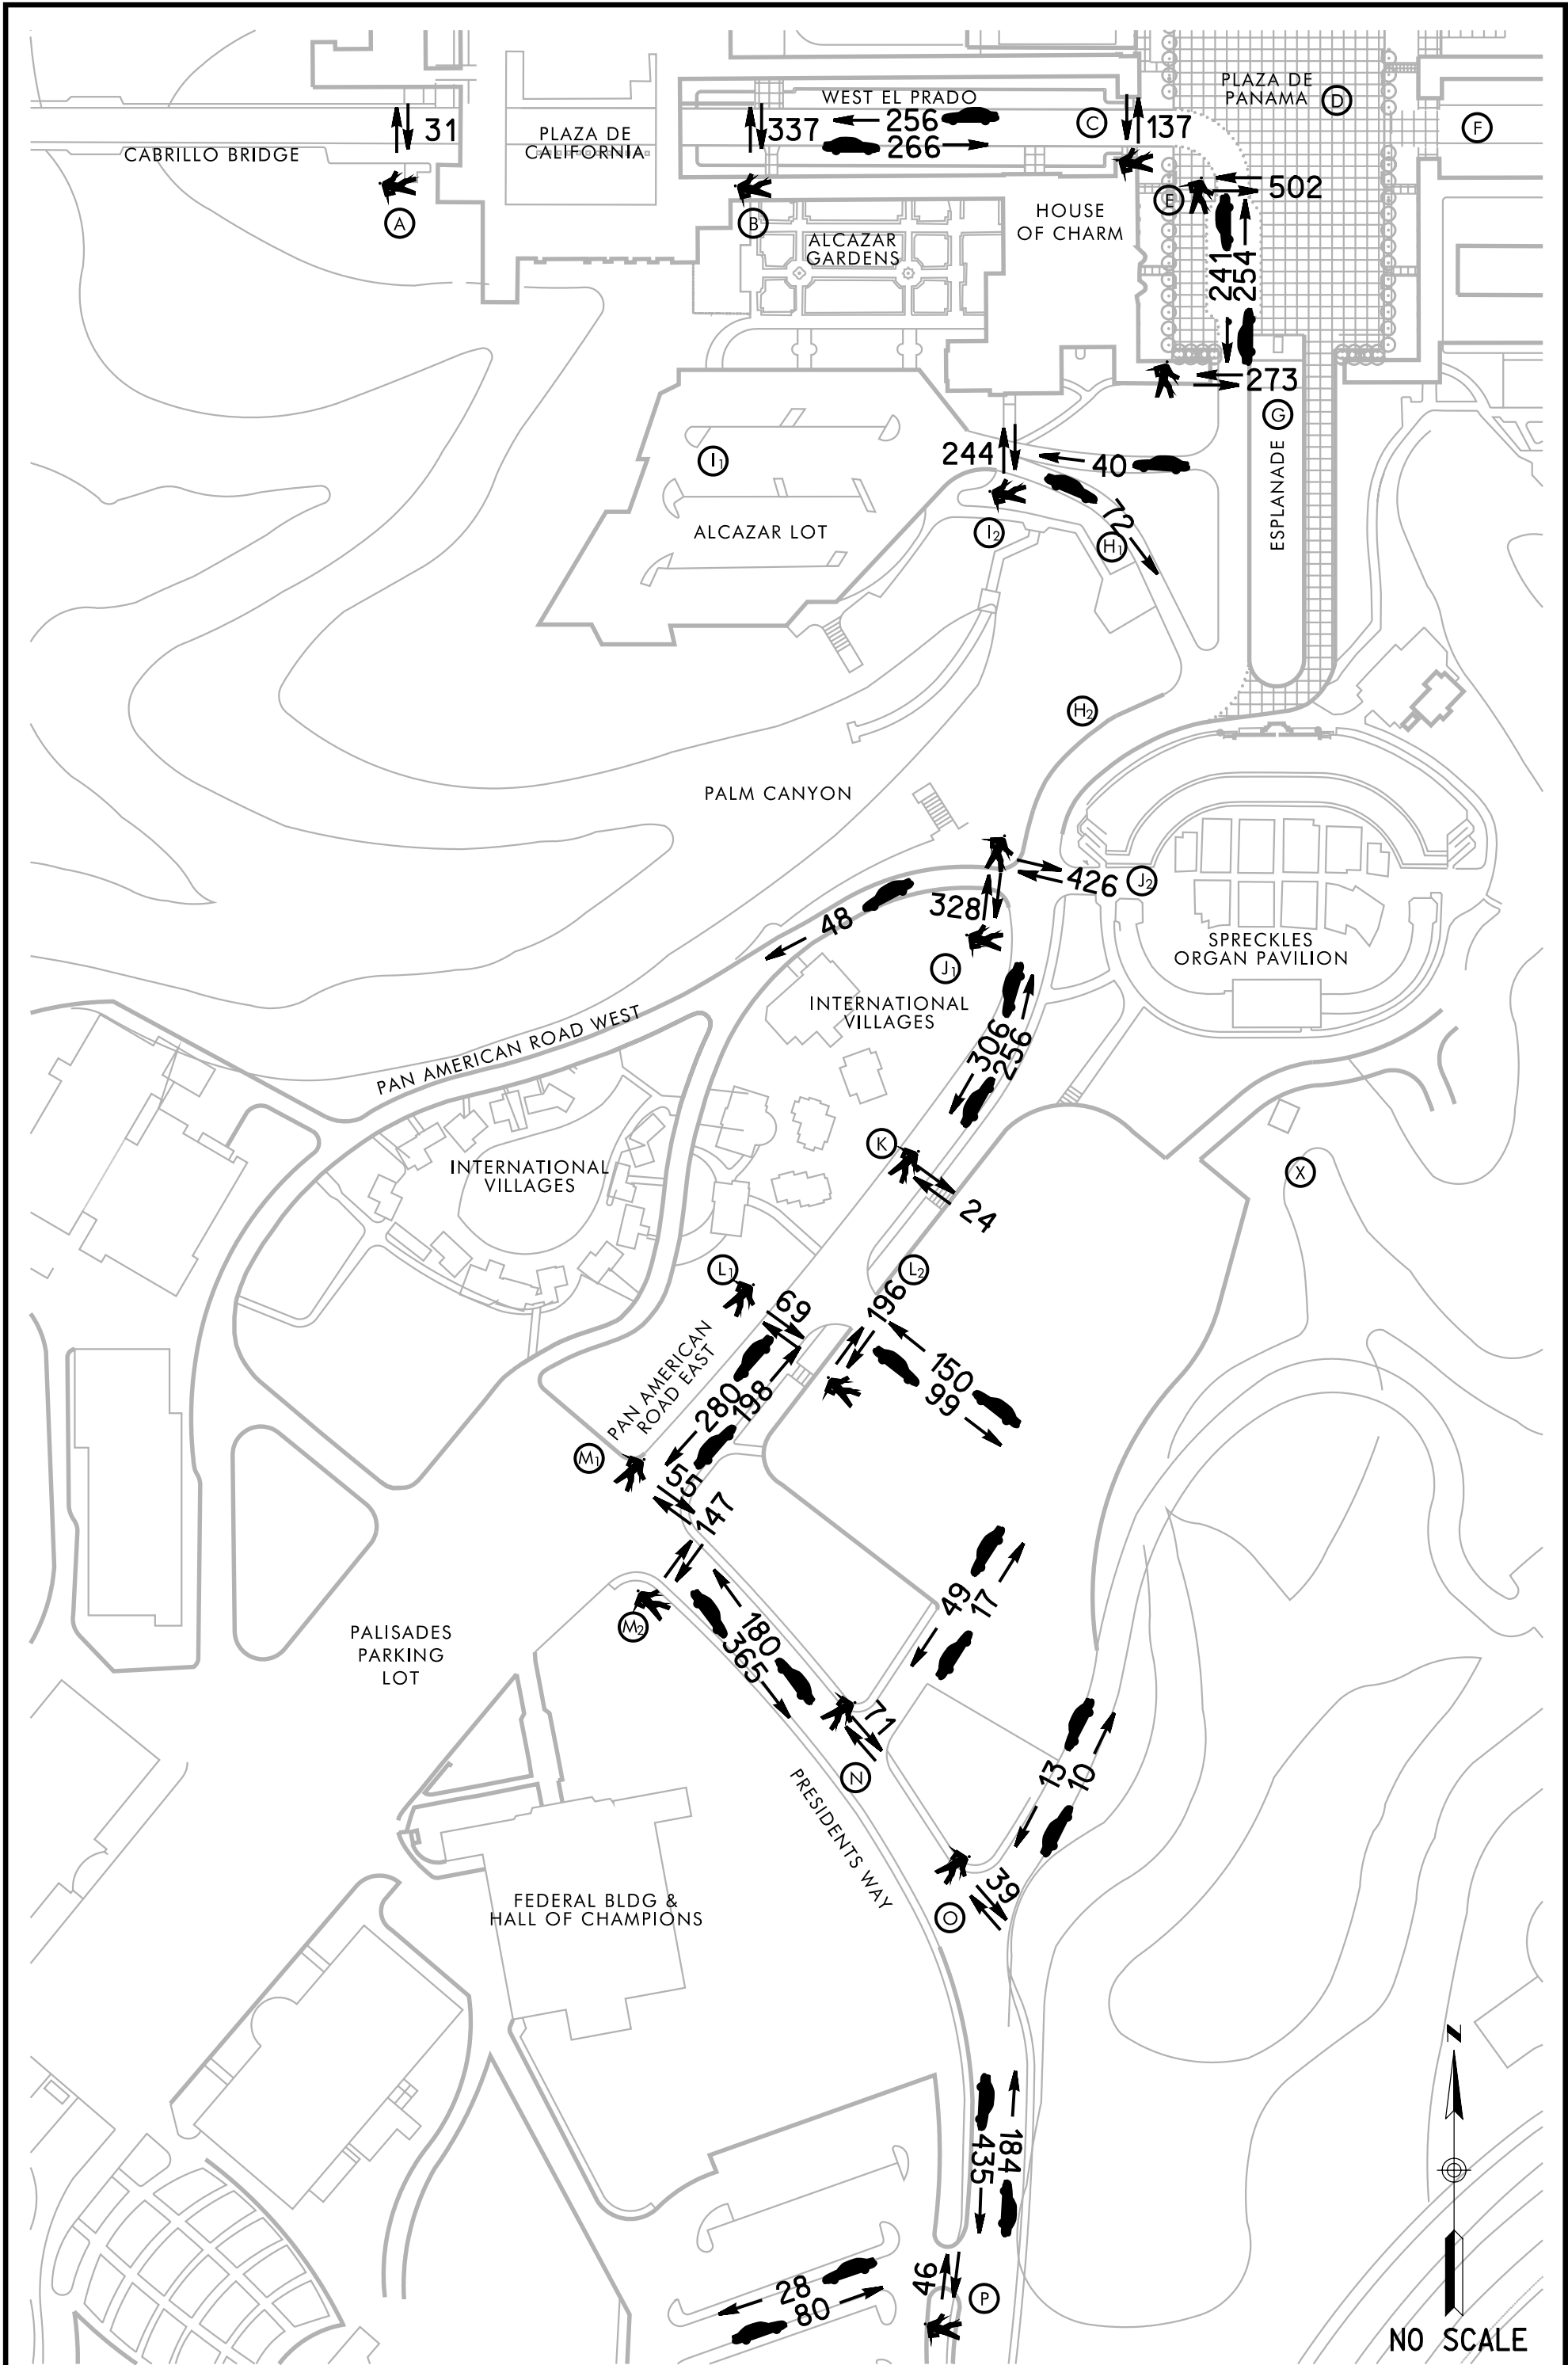 PLAZA DE
PANAMA
D
WEST EL PRADO
256
266
C
137
F
31
337
CABRILLO BRIDGE
PLAZA DE
CALIFORNIA
A
B
E
502
HOUSE
OF CHARM
ALCAZAR
GARDENS
241
254
273
G
ESPLANADE
244
40
I1
72
I2
H1
ALCAZAR LOT
H2
PALM CANYON
426
J2
328
48
SPRECKLES
ORGAN PAVILION
J1
INTERNATIONAL
VILLAGES
306
256
PAN AMERICAN ROAD WEST
K
INTERNATIONAL
VILLAGES
X
24
L1
L2
69
196
PAN AMERICAN
ROAD EAST
150
99
280
198
M1
55
147
49
17
M2
PALISADES
PARKING
LOT
180
365
71
N
13
10
PRESIDENTS WAY
39
O
FEDERAL BLDG &
HALL OF CHAMPIONS
N
435
184
46
P
28
80
NO SCALE